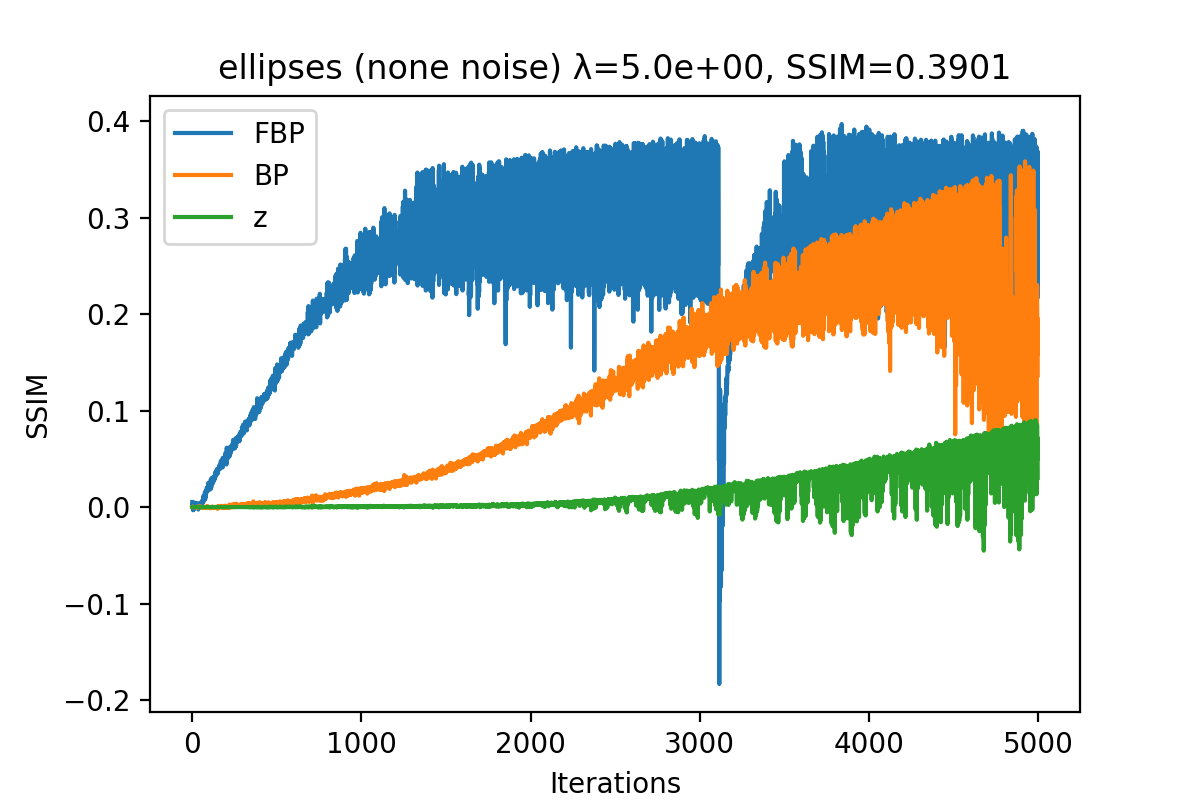 ellipses (none noise) λ=5.0e+00, SSIM=0.3901
FBP
BP
z
0.4
0.3
0.2
0.1
0.0
−0.1
−0.2
SSIM
0 1000 2000 3000 4000 5000
Iterations